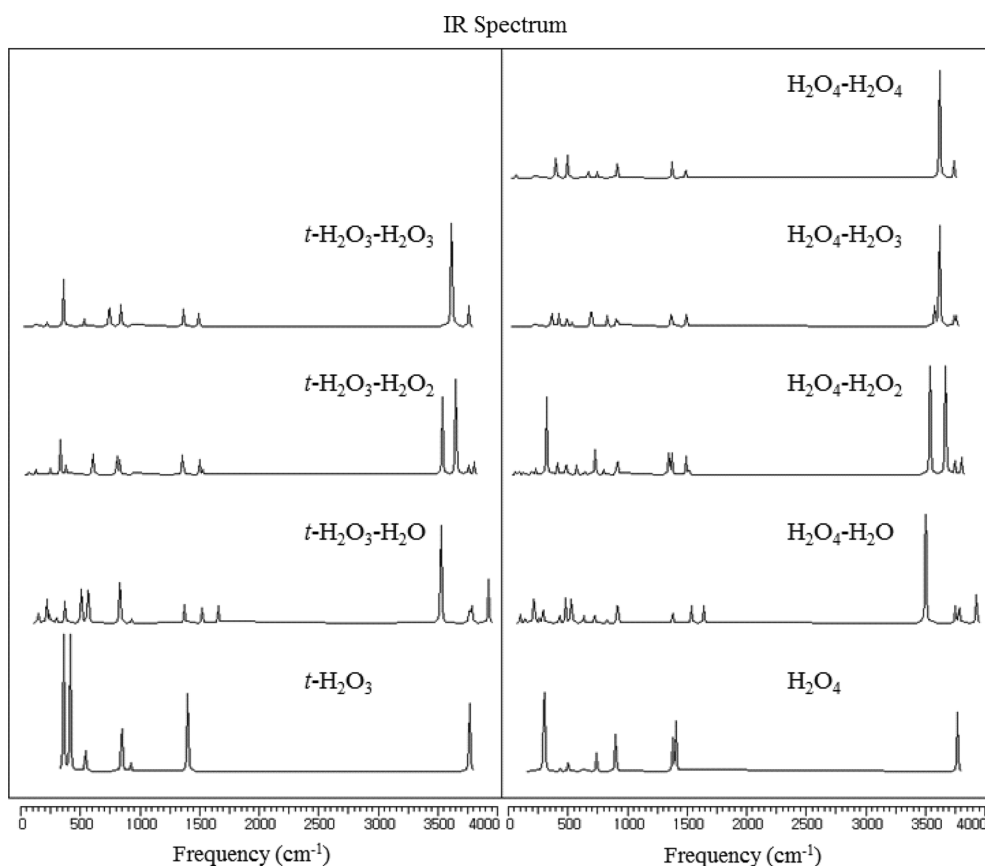 IR Spectrum
t-H₂O₃-H₂O₃
t-H₂O₃-H₂O₂
t-H₂O₃-H₂O
t-H₂O₃
0 500 1000 1500 2000 2500 3000 3500 4000
Frequency (cm⁻¹)
H₂O₄-H₂O₄
H₂O₄-H₂O₃
H₂O₄-H₂O₂
H₂O₄-H₂O
H₂O₄
0 500 1000 1500 2000 2500 3000 3500 4000
Frequency (cm⁻¹)